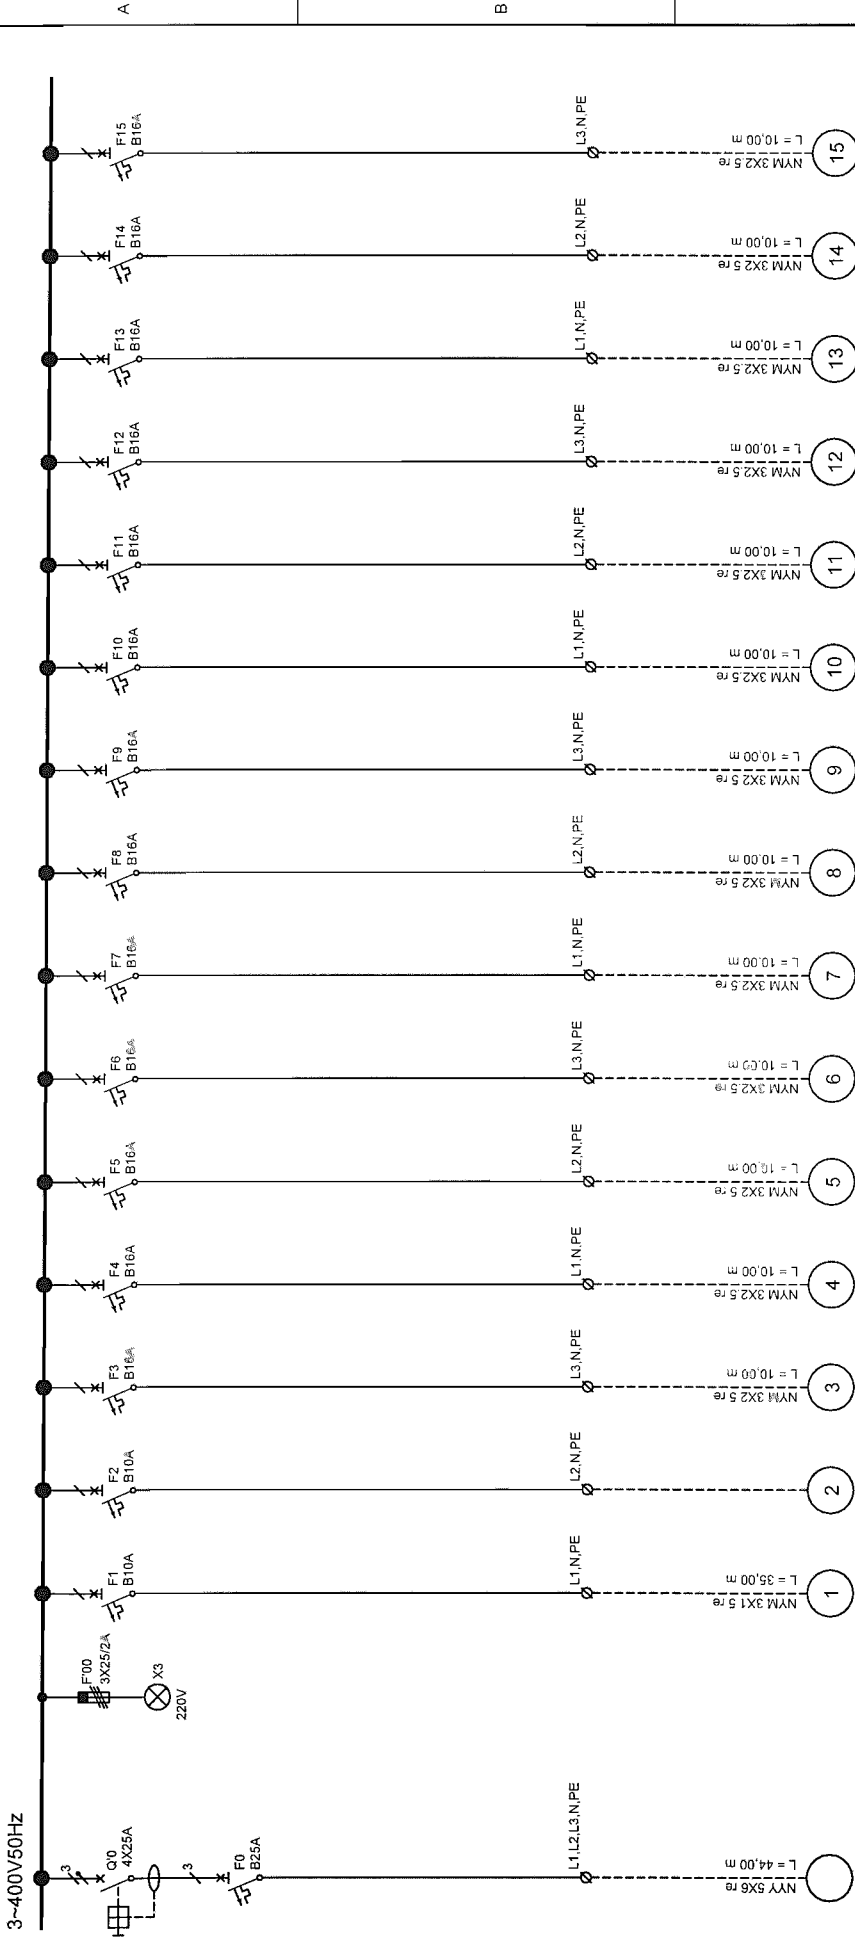 A
B
3~400V50Hz
Q'0
4X25A
3
3
F0
B25A
L1,L2,L3,N,PE
NYY 5X6 re
L = 44,00 m
F'00
3X25/2A
X3
220V
F1
B10A
L1,N,PE
NYM 3X1.5 re
L = 35,00 m
1
F2
B10A
L2,N,PE
2
F3
B16A
L3,N,PE
NYM 3X2.5 re
L = 10,00 m
3
F4
B16A
L1,N,PE
NYM 3X2.5 re
L = 10,00 m
4
F5
B16A
L2,N,PE
NYM 3X2.5 re
L = 10,00 m
5
F6
B16A
L3,N,PE
NYM 3X2.5 re
L = 10,00 m
6
F7
B16A
L1,N,PE
NYM 3X2.5 re
L = 10,00 m
7
F8
B16A
L2,N,PE
NYM 3X2.5 re
L = 10,00 m
8
F9
B16A
L3,N,PE
NYM 3X2.5 re
L = 10,00 m
9
F10
B16A
L1,N,PE
NYM 3X2.5 re
L = 10,00 m
10
F11
B16A
L2,N,PE
NYM 3X2.5 re
L = 10,00 m
11
F12
B16A
L3,N,PE
NYM 3X2.5 re
L = 10,00 m
12
F13
B16A
L1,N,PE
NYM 3X2.5 re
L = 10,00 m
13
F14
B16A
L2,N,PE
NYM 3X2.5 re
L = 10,00 m
14
F15
B16A
L3,N,PE
NYM 3X2.5 re
L = 10,00 m
15